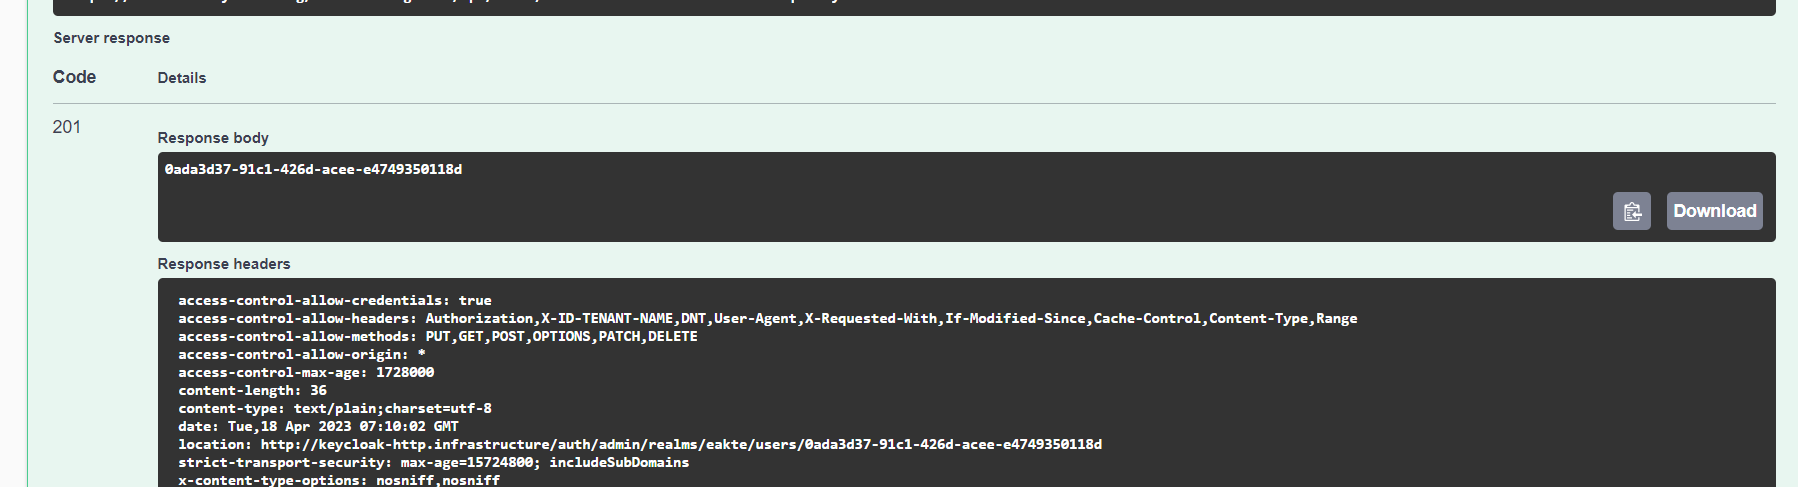 Server response
Code Details
201
Response body
0ada3d37-91c1-426d-acee-e4749350118d
Download
Response headers
access-control-allow-credentials: true
access-control-allow-headers: Authorization,X-ID-TENANT-NAME,DNT,User-Agent,X-Requested-With,If-Modified-Since,Cache-Control,Content-Type,Range
access-control-allow-methods: PUT,GET,POST,OPTIONS,PATCH,DELETE
access-control-allow-origin: *
access-control-max-age: 1728000
content-length: 36
content-type: text/plain;charset=utf-8
date: Tue,18 Apr 2023 07:10:02 GMT
location: http://keycloak-http.infrastructure/auth/admin/realms/eakte/users/0ada3d37-91c1-426d-acee-e4749350118d
strict-transport-security: max-age=15724800; includeSubDomains
x-content-type-options: nosniff,nosniff